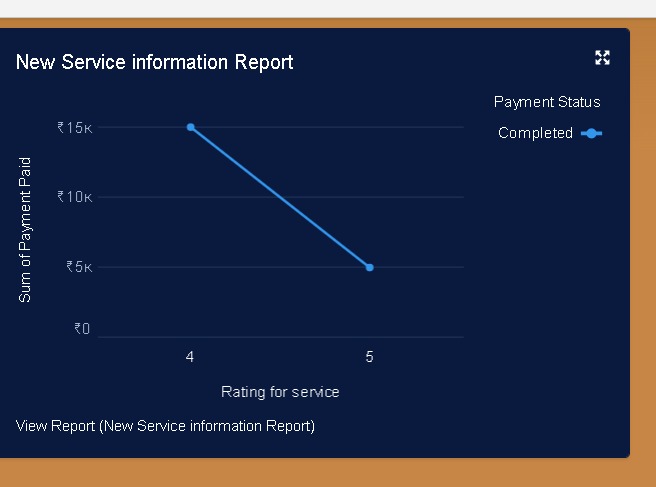 New Service information Report
Payment Status
Completed
Sum of Payment Paid
₹15K
₹10K
₹5K
₹0
4
5
Rating for service
View Report (New Service information Report)